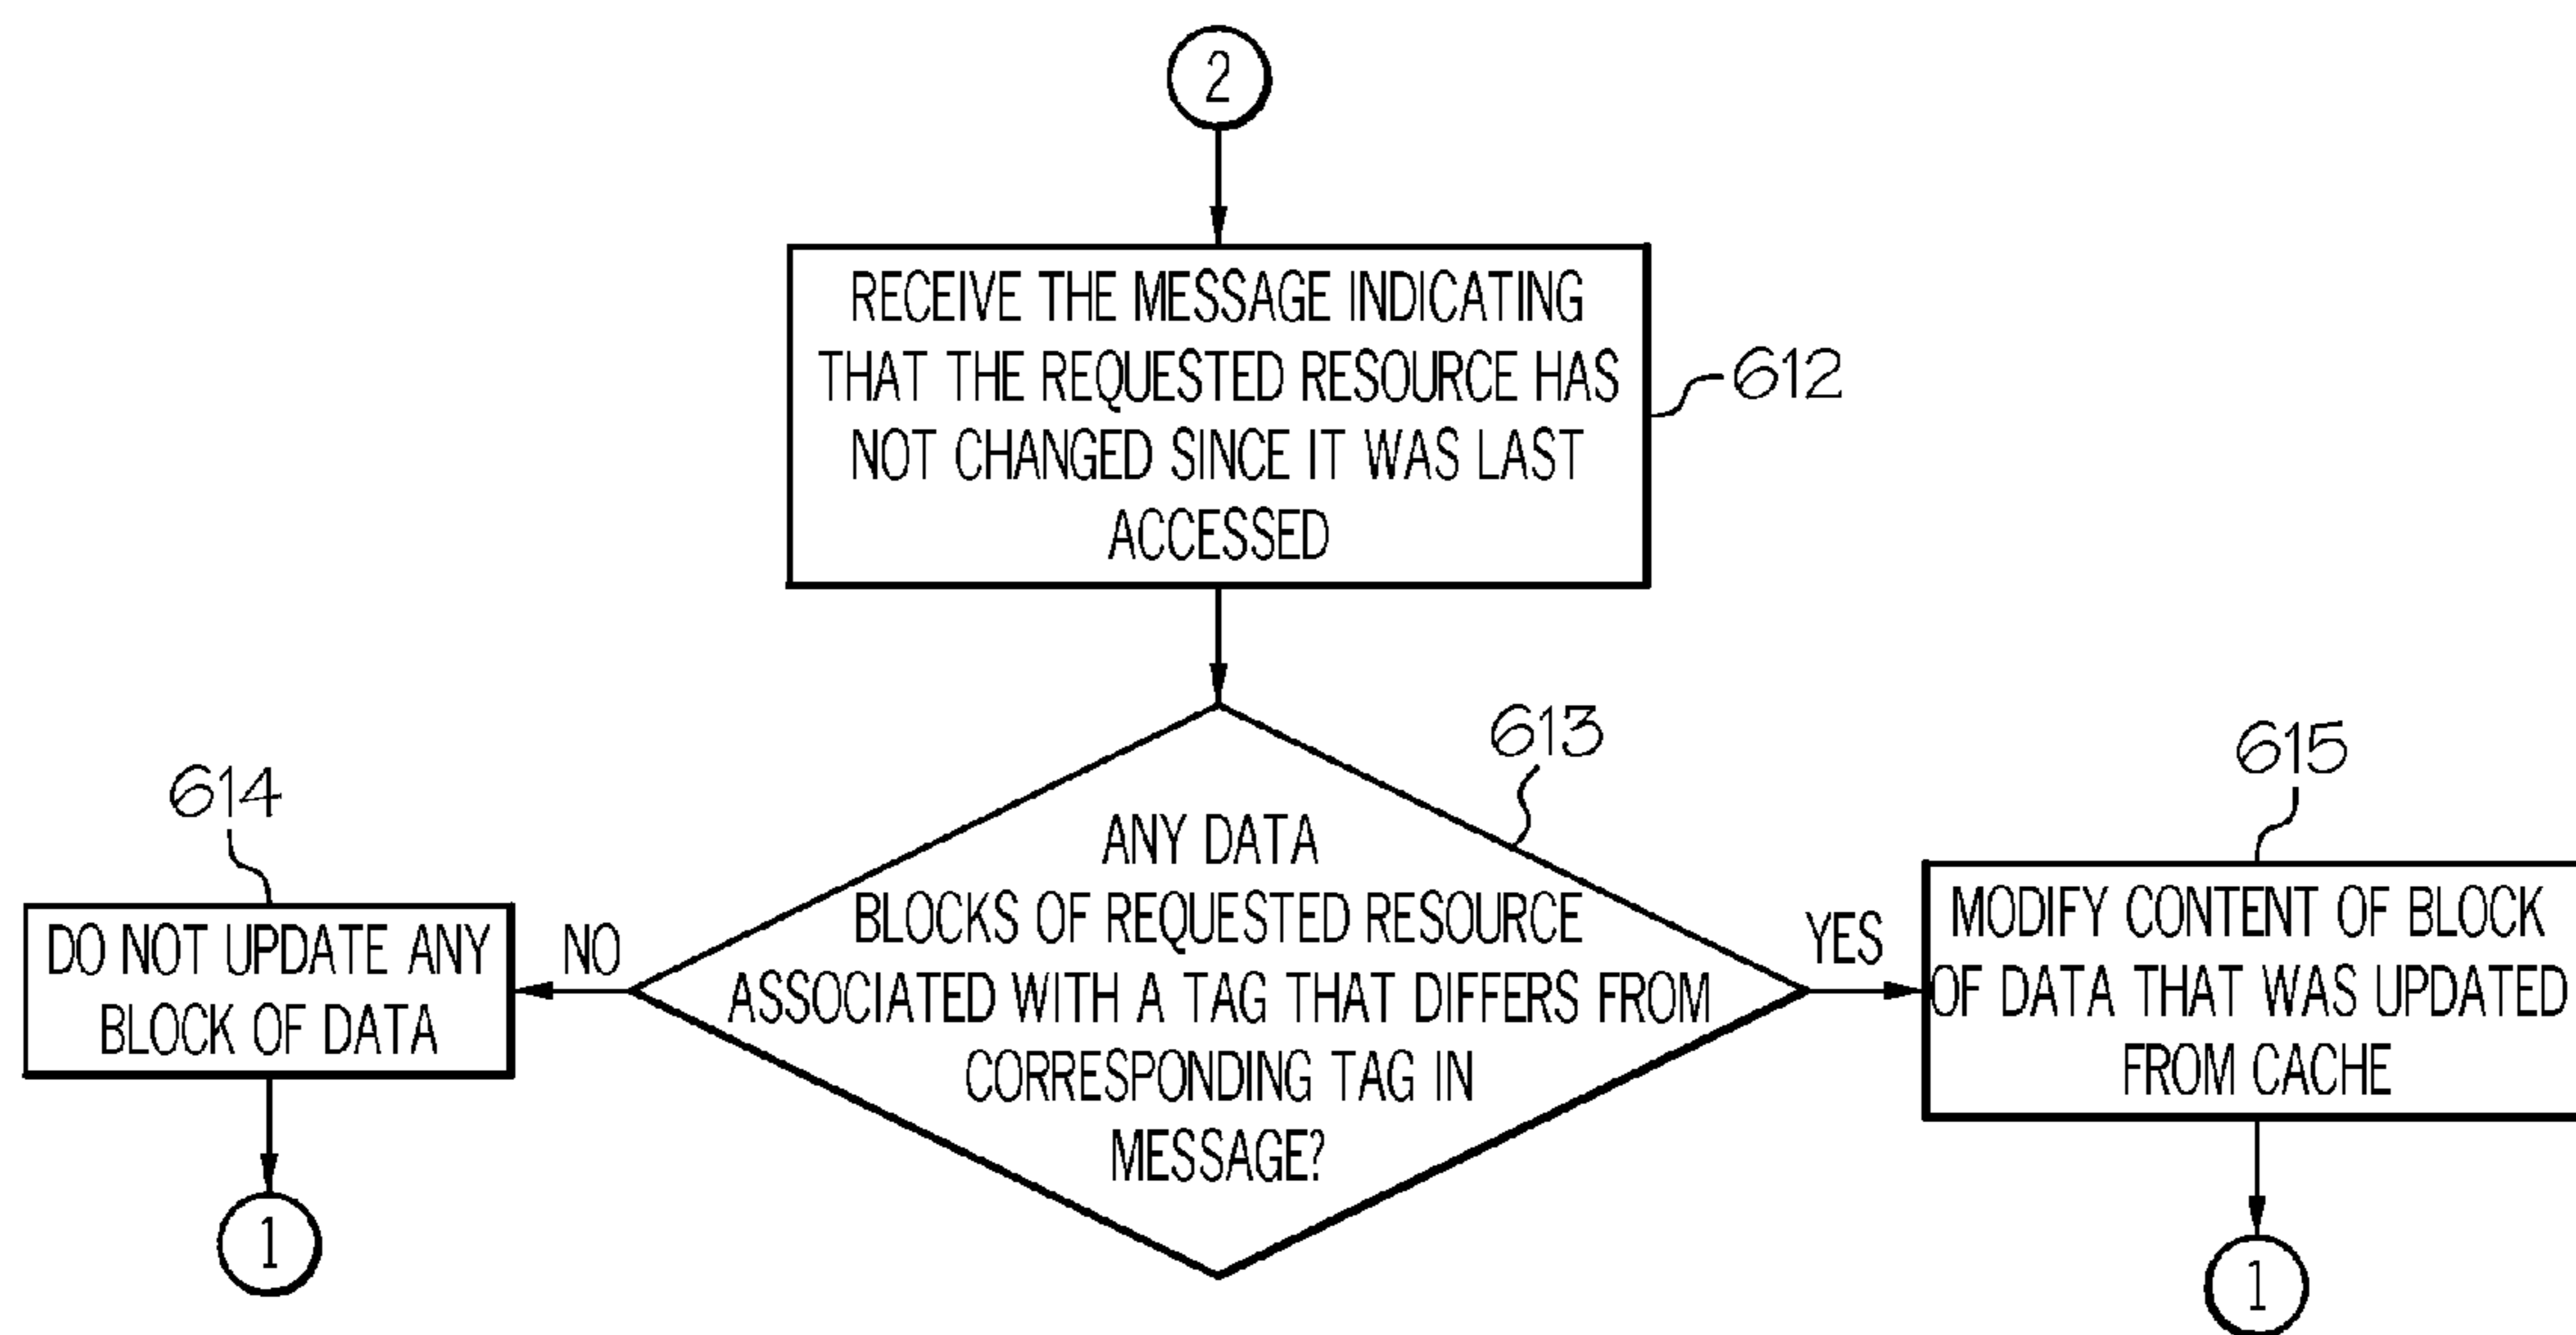 2
RECEIVE THE MESSAGE INDICATING
THAT THE REQUESTED RESOURCE HAS
NOT CHANGED SINCE IT WAS LAST
ACCESSED
612
613
ANY DATA
BLOCKS OF REQUESTED RESOURCE
ASSOCIATED WITH A TAG THAT DIFFERS FROM
CORRESPONDING TAG IN
MESSAGE?
NO
614
DO NOT UPDATE ANY
BLOCK OF DATA
1
YES
615
MODIFY CONTENT OF BLOCK
OF DATA THAT WAS UPDATED
FROM CACHE
1